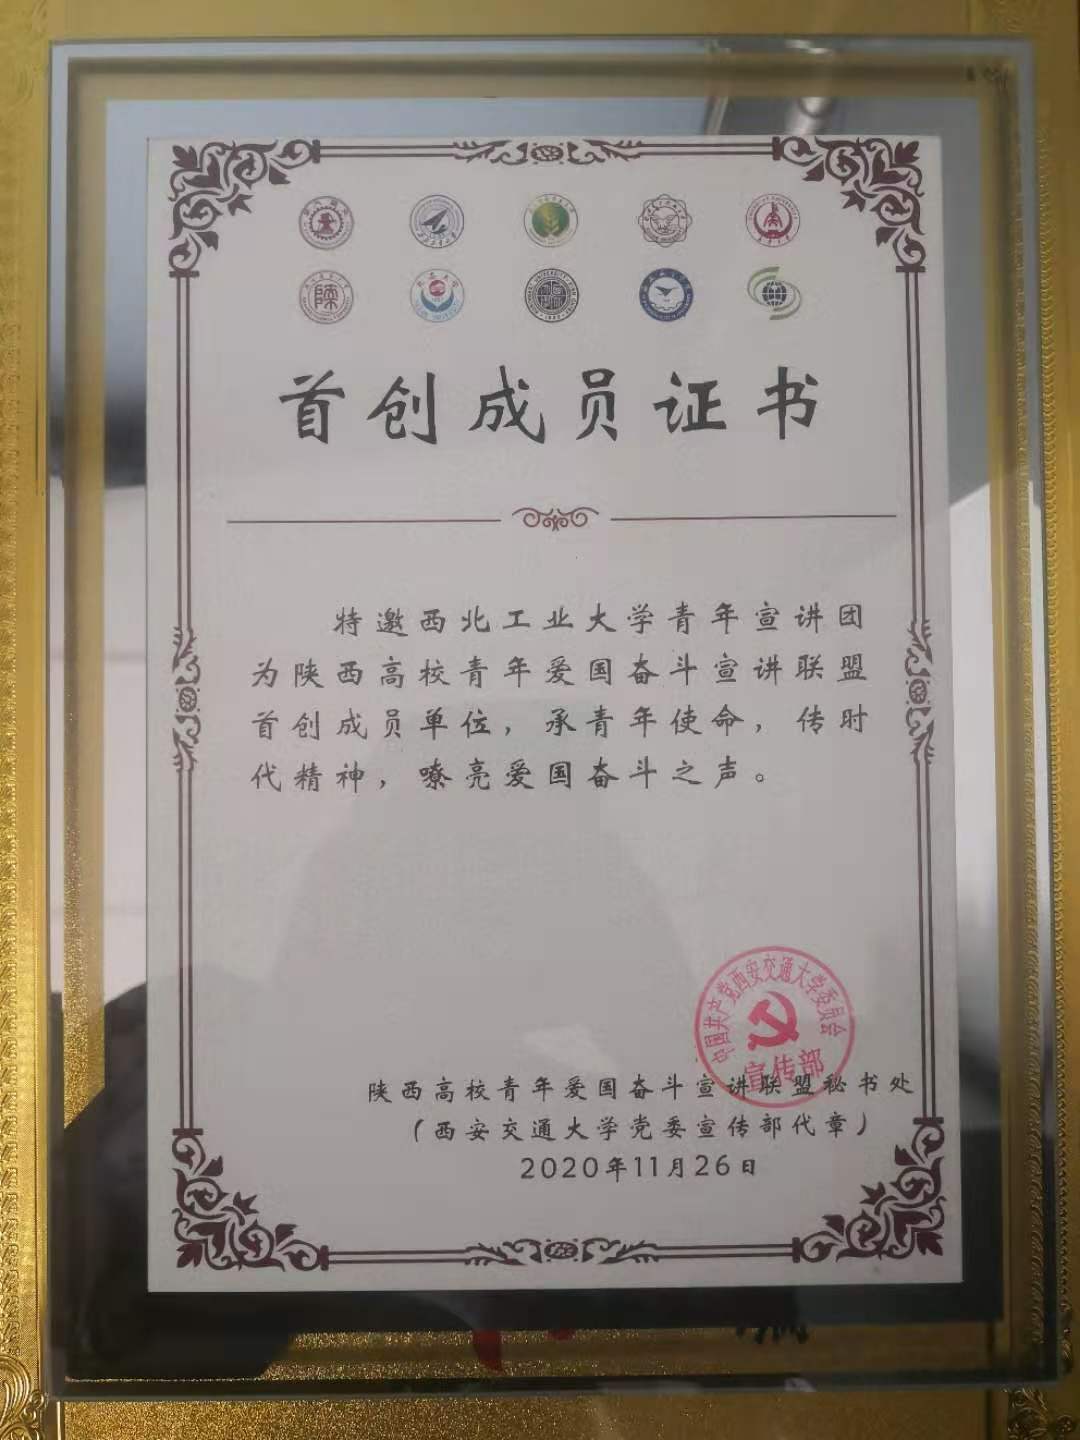 首创成员证书
特邀西北工业大学青年宣讲团
为陕西高校青年爱国奋斗宣讲联盟
首创成员单位，承青年使命，传时
代精神，嘹亮爱国奋斗之声。
中国共产党西安交通大学委员会
宣传部
陕西高校青年爱国奋斗宣讲联盟秘书处
（西安交通大学党委宣传部代章）
2020年11月26日